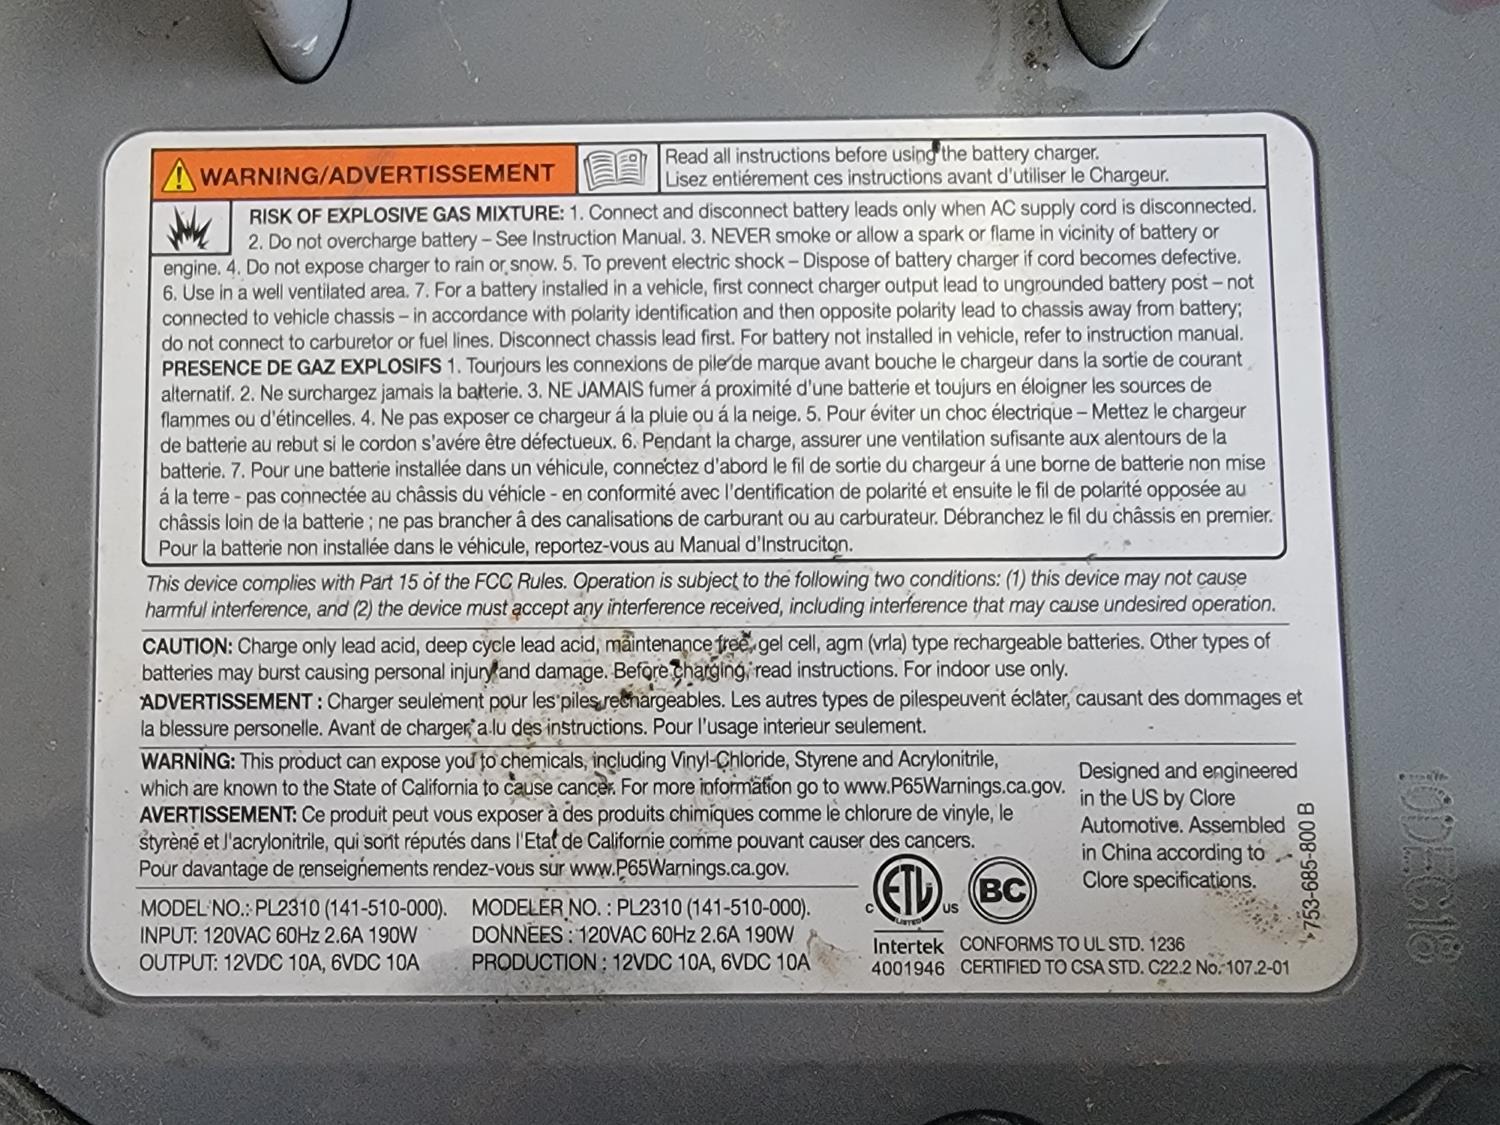 WARNING/ADVERTISSEMENT
Read all instructions before using the battery charger.
Lisez entiérement ces instructions avant d'utiliser le Chargeur.
RISK OF EXPLOSIVE GAS MIXTURE: 1. Connect and disconnect battery leads only when AC supply cord is disconnected.
2. Do not overcharge battery – See Instruction Manual. 3. NEVER smoke or allow a spark or flame in vicinity of battery or
engine. 4. Do not expose charger to rain or snow. 5. To prevent electric shock – Dispose of battery charger if cord becomes defective.
6. Use in a well ventilated area. 7. For a battery installed in a vehicle, first connect charger output lead to ungrounded battery post – not
connected to vehicle chassis – in accordance with polarity identification and then opposite polarity lead to chassis away from battery;
do not connect to carburetor or fuel lines. Disconnect chassis lead first. For battery not installed in vehicle, refer to instruction manual.
PRESENCE DE GAZ EXPLOSIFS 1. Tourjours les connexions de pile de marque avant bouche le chargeur dans la sortie de courant
alternatif. 2. Ne surchargez jamais la batterie. 3. NE JAMAIS fumer á proximité d'une batterie et toujurs en éloigner les sources de
flammes ou d'étincelles. 4. Ne pas exposer ce chargeur á la pluie ou á la neige. 5. Pour éviter un choc électrique – Mettez le chargeur
de batterie au rebut si le cordon s'avére être défectueux. 6. Pendant la charge, assurer une ventilation sufisante aux alentours de la
batterie. 7. Pour une batterie installée dans un véhicule, connectez d'abord le fil de sortie du chargeur á une borne de batterie non mise
á la terre - pas connectée au châssis du véhicle - en conformité avec l'dentification de polarité et ensuite le fil de polarité opposée au
châssis loin de la batterie ; ne pas brancher â des canalisations de carburant ou au carburateur. Débranchez le fil du châssis en premier.
Pour la batterie non installée dans le véhicule, reportez-vous au Manual d'Instruciton.
This device complies with Part 15 of the FCC Rules. Operation is subject to the following two conditions: (1) this device may not cause
harmful interference, and (2) the device must accept any interference received, including interference that may cause undesired operation.
CAUTION: Charge only lead acid, deep cycle lead acid, maintenance free, gel cell, agm (vrla) type rechargeable batteries. Other types of
batteries may burst causing personal injury and damage. Before charging, read instructions. For indoor use only.
ADVERTISSEMENT : Charger seulement pour les piles rechargeables. Les autres types de pilespeuvent éclàter, causant des dommages et
la blessure personelle. Avant de charger, a lu des instructions. Pour l'usage interieur seulement.
WARNING: This product can expose you to chemicals, including Vinyl-Chloride, Styrene and Acrylonitrile,
which are known to the State of California to cause cancer. For more information go to www.P65Warnings.ca.gov.
AVERTISSEMENT: Ce produit peut vous exposer à des produits chimiques comme le chlorure de vinyle, le
styrène et l'acrylonitrile, qui sont réputés dans l'Etat de Californie comme pouvant causer des cancers.
Pour davantage de renseignements rendez-vous sur www.P65Warnings.ca.gov.
Designed and engineered
in the US by Clore
Automotive. Assembled
in China according to
Clore specifications.
753-685-800 B
MODEL NO.: PL2310 (141-510-000).
INPUT: 120VAC 60Hz 2.6A 190W
OUTPUT: 12VDC 10A, 6VDC 10A
MODELER NO. : PL2310 (141-510-000).
DONNEES : 120VAC 60Hz 2.6A 190W
PRODUCTION : 12VDC 10A, 6VDC 10A
C ETL US
LISTED
Intertek
4001946
BC
CONFORMS TO UL STD. 1236
CERTIFIED TO CSA STD. C22.2 No. 107.2-01
10DEC18